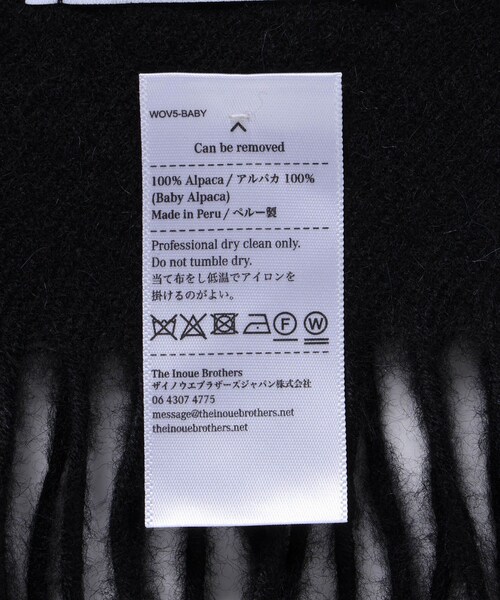 WOV5-BABY
Can be removed
100% Alpaca / アルパカ 100%
(Baby Alpaca)
Made in Peru / ペルー製
Professional dry clean only.
Do not tumble dry.
当て布をし低温でアイロンを
掛けるのがよい。
F W
The Inoue Brothers
ザイノウエブラザーズジャパン株式会社
06 4307 4775
message@theinouebrothers.net
theinouebrothers.net